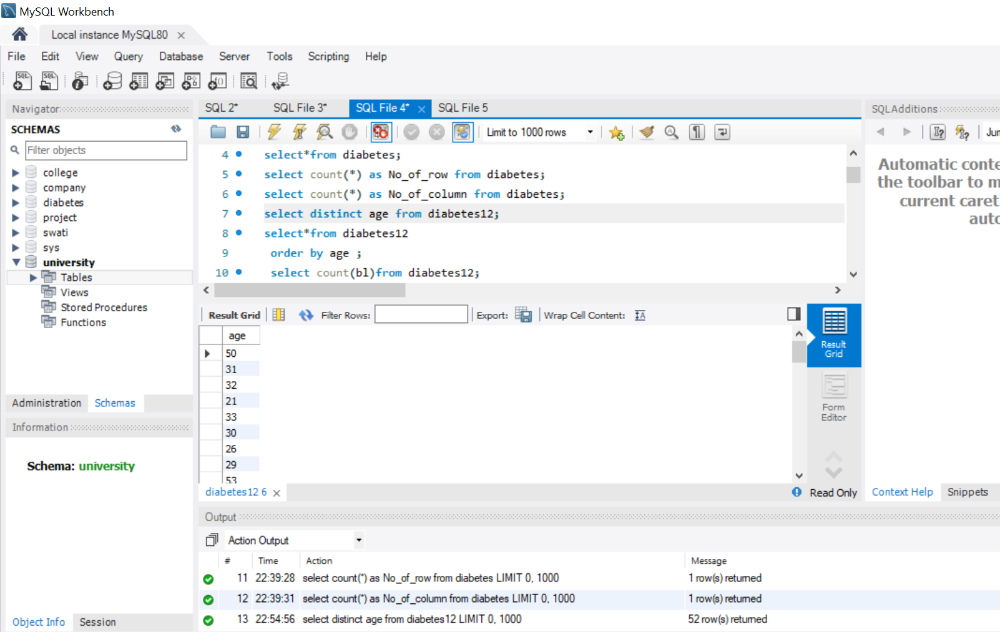 MySQL Workbench
Local instance MySQL80
File Edit View Query Database Server Tools Scripting Help
Navigator
SCHEMAS
Filter objects
college
company
diabetes
project
swati
sys
university
Tables
Views
Stored Procedures
Functions
Administration Schemas
Information
Schema: university
Object Info Session
SQL 2* SQL File 3* SQL File 4* SQL File 5
Limit to 1000 rows
4 select*from diabetes;
5 select count(*) as No_of_row from diabetes;
6 select count(*) as No_of_column from diabetes;
7 select distinct age from diabetes12;
8 select*from diabetes12
9 order by age ;
10 select count(bl)from diabetes12;
Result Grid Filter Rows: Export: Wrap Cell Content:
age
50
31
32
21
33
30
26
29
53
Result
Grid
Form
Editor
diabetes12 6
Read Only
SQLAdditions
Automatic
the toolbar to
current caret
Context Help Snippets
Output
Action Output
# Time Action Message
11 22:39:28 select count(*) as No_of_row from diabetes LIMIT 0, 1000 1 row(s) returned
12 22:39:31 select count(*) as No_of_column from diabetes LIMIT 0, 1000 1 row(s) returned
13 22:54:56 select distinct age from diabetes12 LIMIT 0, 1000 52 row(s) returned